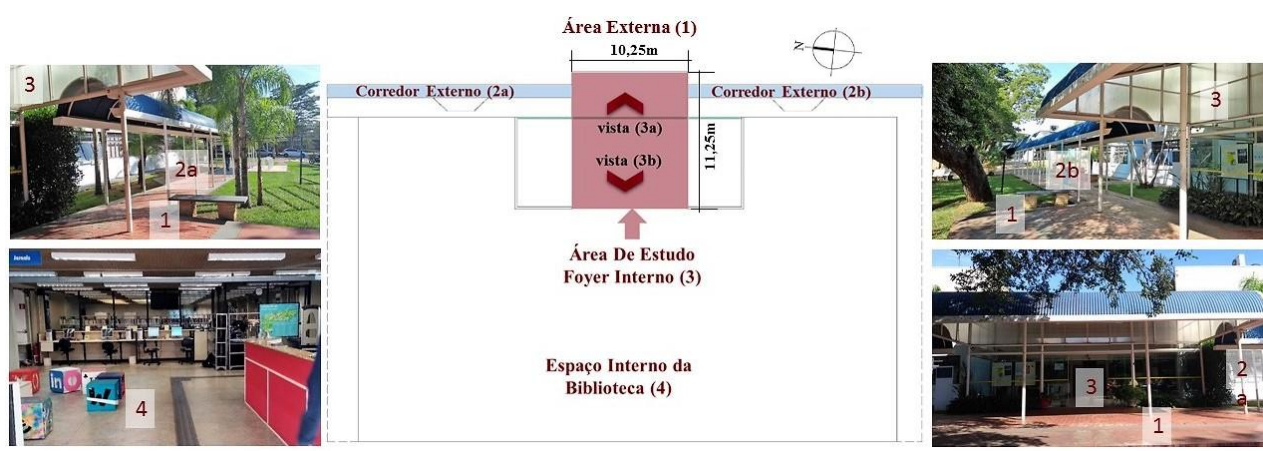 Área Externa (1)
10,25m
N
Corredor Externo (2a)
Corredor Externo (2b)
vista (3a)
vista (3b)
11,25m
Área De Estudo
Foyer Interno (3)
Espaço Interno da
Biblioteca (4)
3
2a
1
Jornais
in
W
4
3
2b
1
3
2
a
1